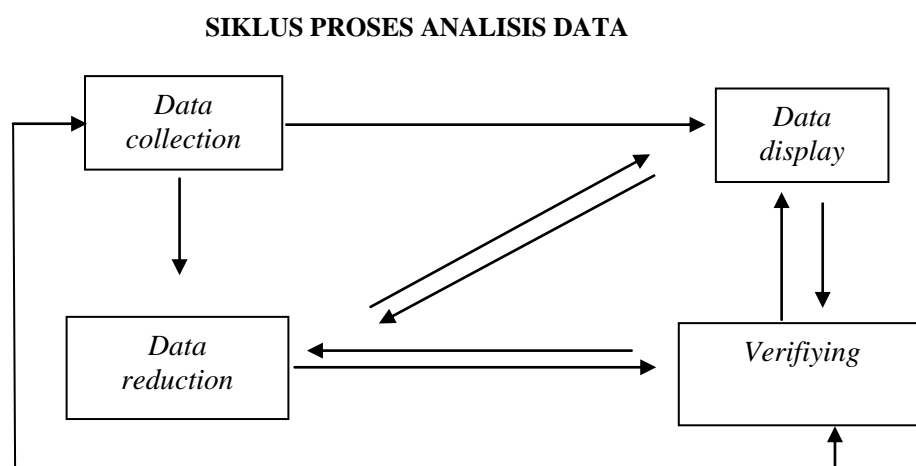 SIKLUS PROSES ANALISIS DATA
Data
collection
Data
display
Data
reduction
Verifiying